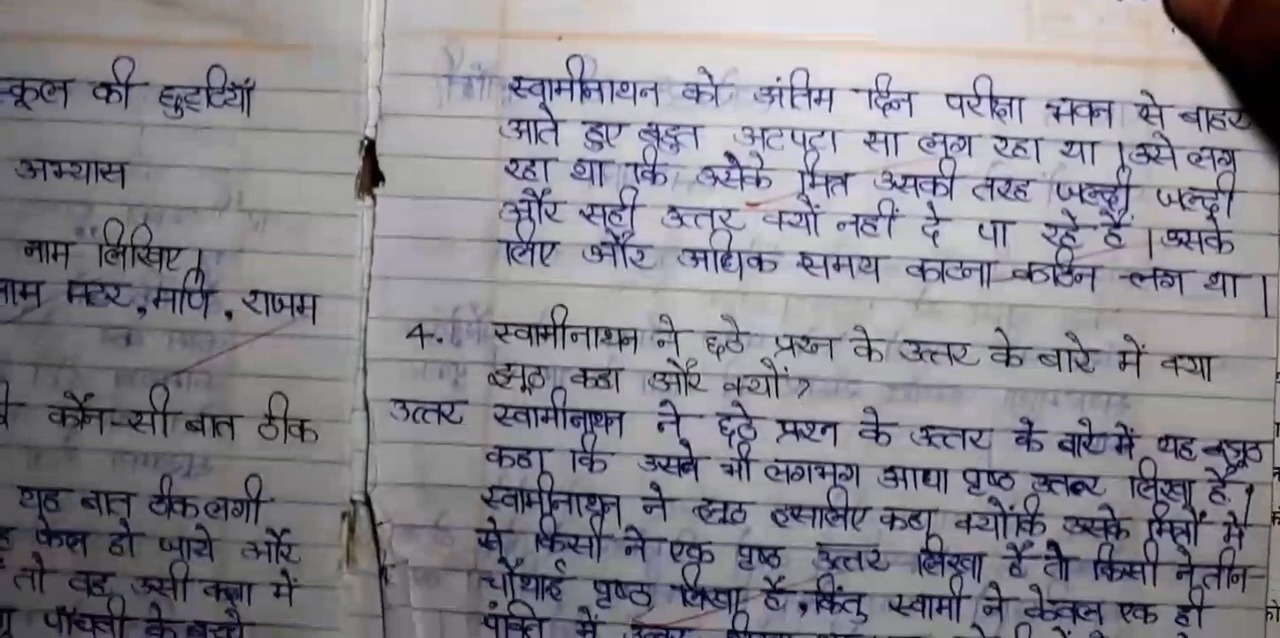 स्कूल की छुट्टियाँ
अभ्यास
नाम लिखिए।
नाम मटर, मणि, राजम
कौन-सी बात ठीक
यह बात ठीक लगी
फेल हो जाये और
तो वह उसी कक्षा में
पाँचवी के बच्चे
स्वामीनाथन को अंतिम दिन परीक्षा भवन से बाहर
आते हुए बहुत अटपटा सा लग रहा था। उसे लग
रहा था कि उसके मित्र उसकी तरह जल्दी जल्दी
और सही उत्तर क्यों नहीं दे पा रहे हैं। उसके
लिए और अधिक समय काटना कठिन लग था।
4. स्वामीनाथन ने छठे प्रश्न के उत्तर के बारे में क्या
झूठ कहा और क्यों?
उत्तर स्वामीनाथन ने छठे प्रश्न के उत्तर के बारे में यह झूठ
कहा कि उसने भी लगभग आधा पृष्ठ उत्तर लिखा है।
स्वामीनाथन ने झूठ इसलिए कहा क्योंकि उसके मित्रों में
से किसी ने एक पृष्ठ उत्तर लिखा है तो किसी ने तीन-
चौथाई पृष्ठ लिखा है, किंतु स्वामी ने केवल एक ही
पंक्ति में उत्तर